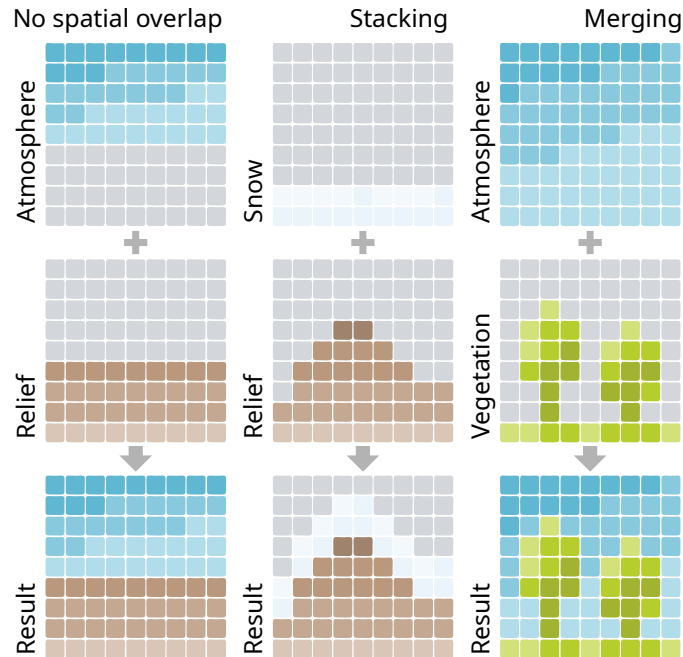 No spatial overlap
Stacking
Merging
Atmosphere
Snow
Atmosphere
Relief
Relief
Vegetation
Result
Result
Result